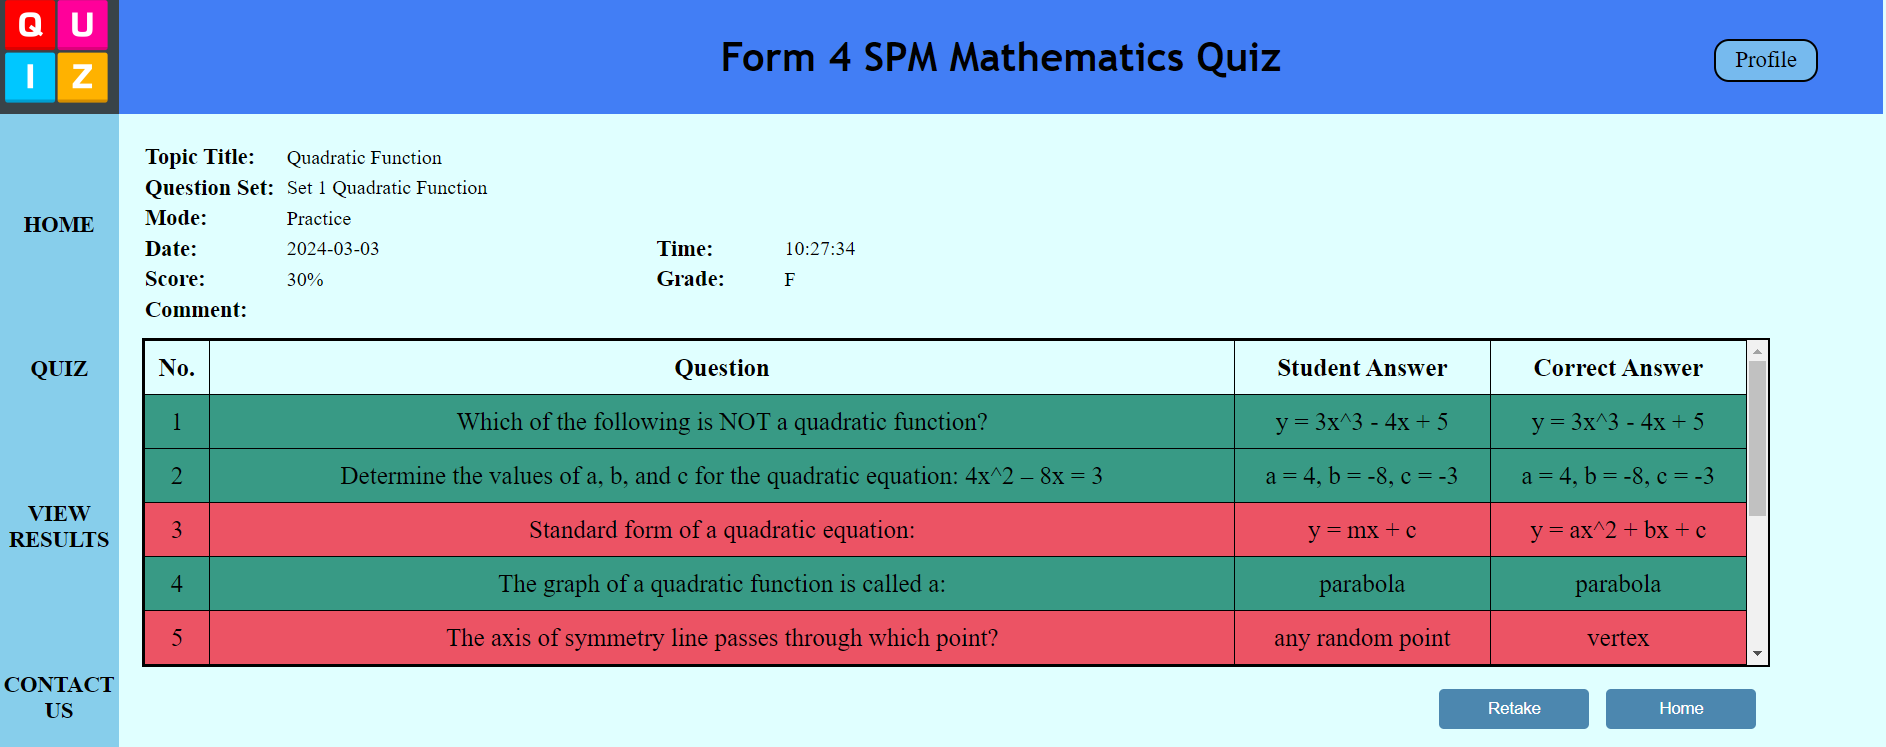 Q U
I Z
Form 4 SPM Mathematics Quiz
Profile
HOME
QUIZ
VIEW
RESULTS
CONTACT
US
Topic Title: Quadratic Function
Question Set: Set 1 Quadratic Function
Mode: Practice
Date: 2024-03-03 Time: 10:27:34
Score: 30% Grade: F
Comment:
No. Question Student Answer Correct Answer
1 Which of the following is NOT a quadratic function? y = 3x^3 - 4x + 5 y = 3x^3 - 4x + 5
2 Determine the values of a, b, and c for the quadratic equation: 4x^2 – 8x = 3 a = 4, b = -8, c = -3 a = 4, b = -8, c = -3
3 Standard form of a quadratic equation: y = mx + c y = ax^2 + bx + c
4 The graph of a quadratic function is called a: parabola parabola
5 The axis of symmetry line passes through which point? any random point vertex
Retake Home